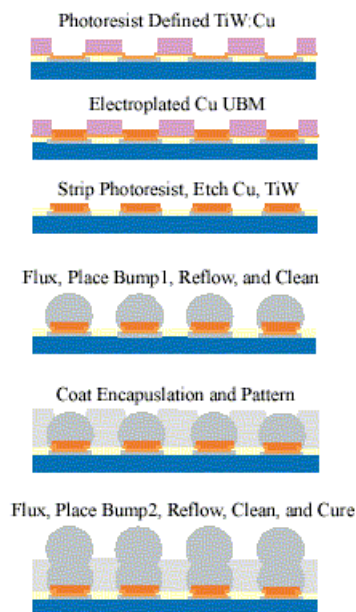 Photoresist Defined TiW:Cu
Electroplated Cu UBM
Strip Photoresist, Etch Cu, TiW
Flux, Place Bump1, Reflow, and Clean
Coat Encapuslation and Pattern
Flux, Place Bump2, Reflow, Clean, and Cure